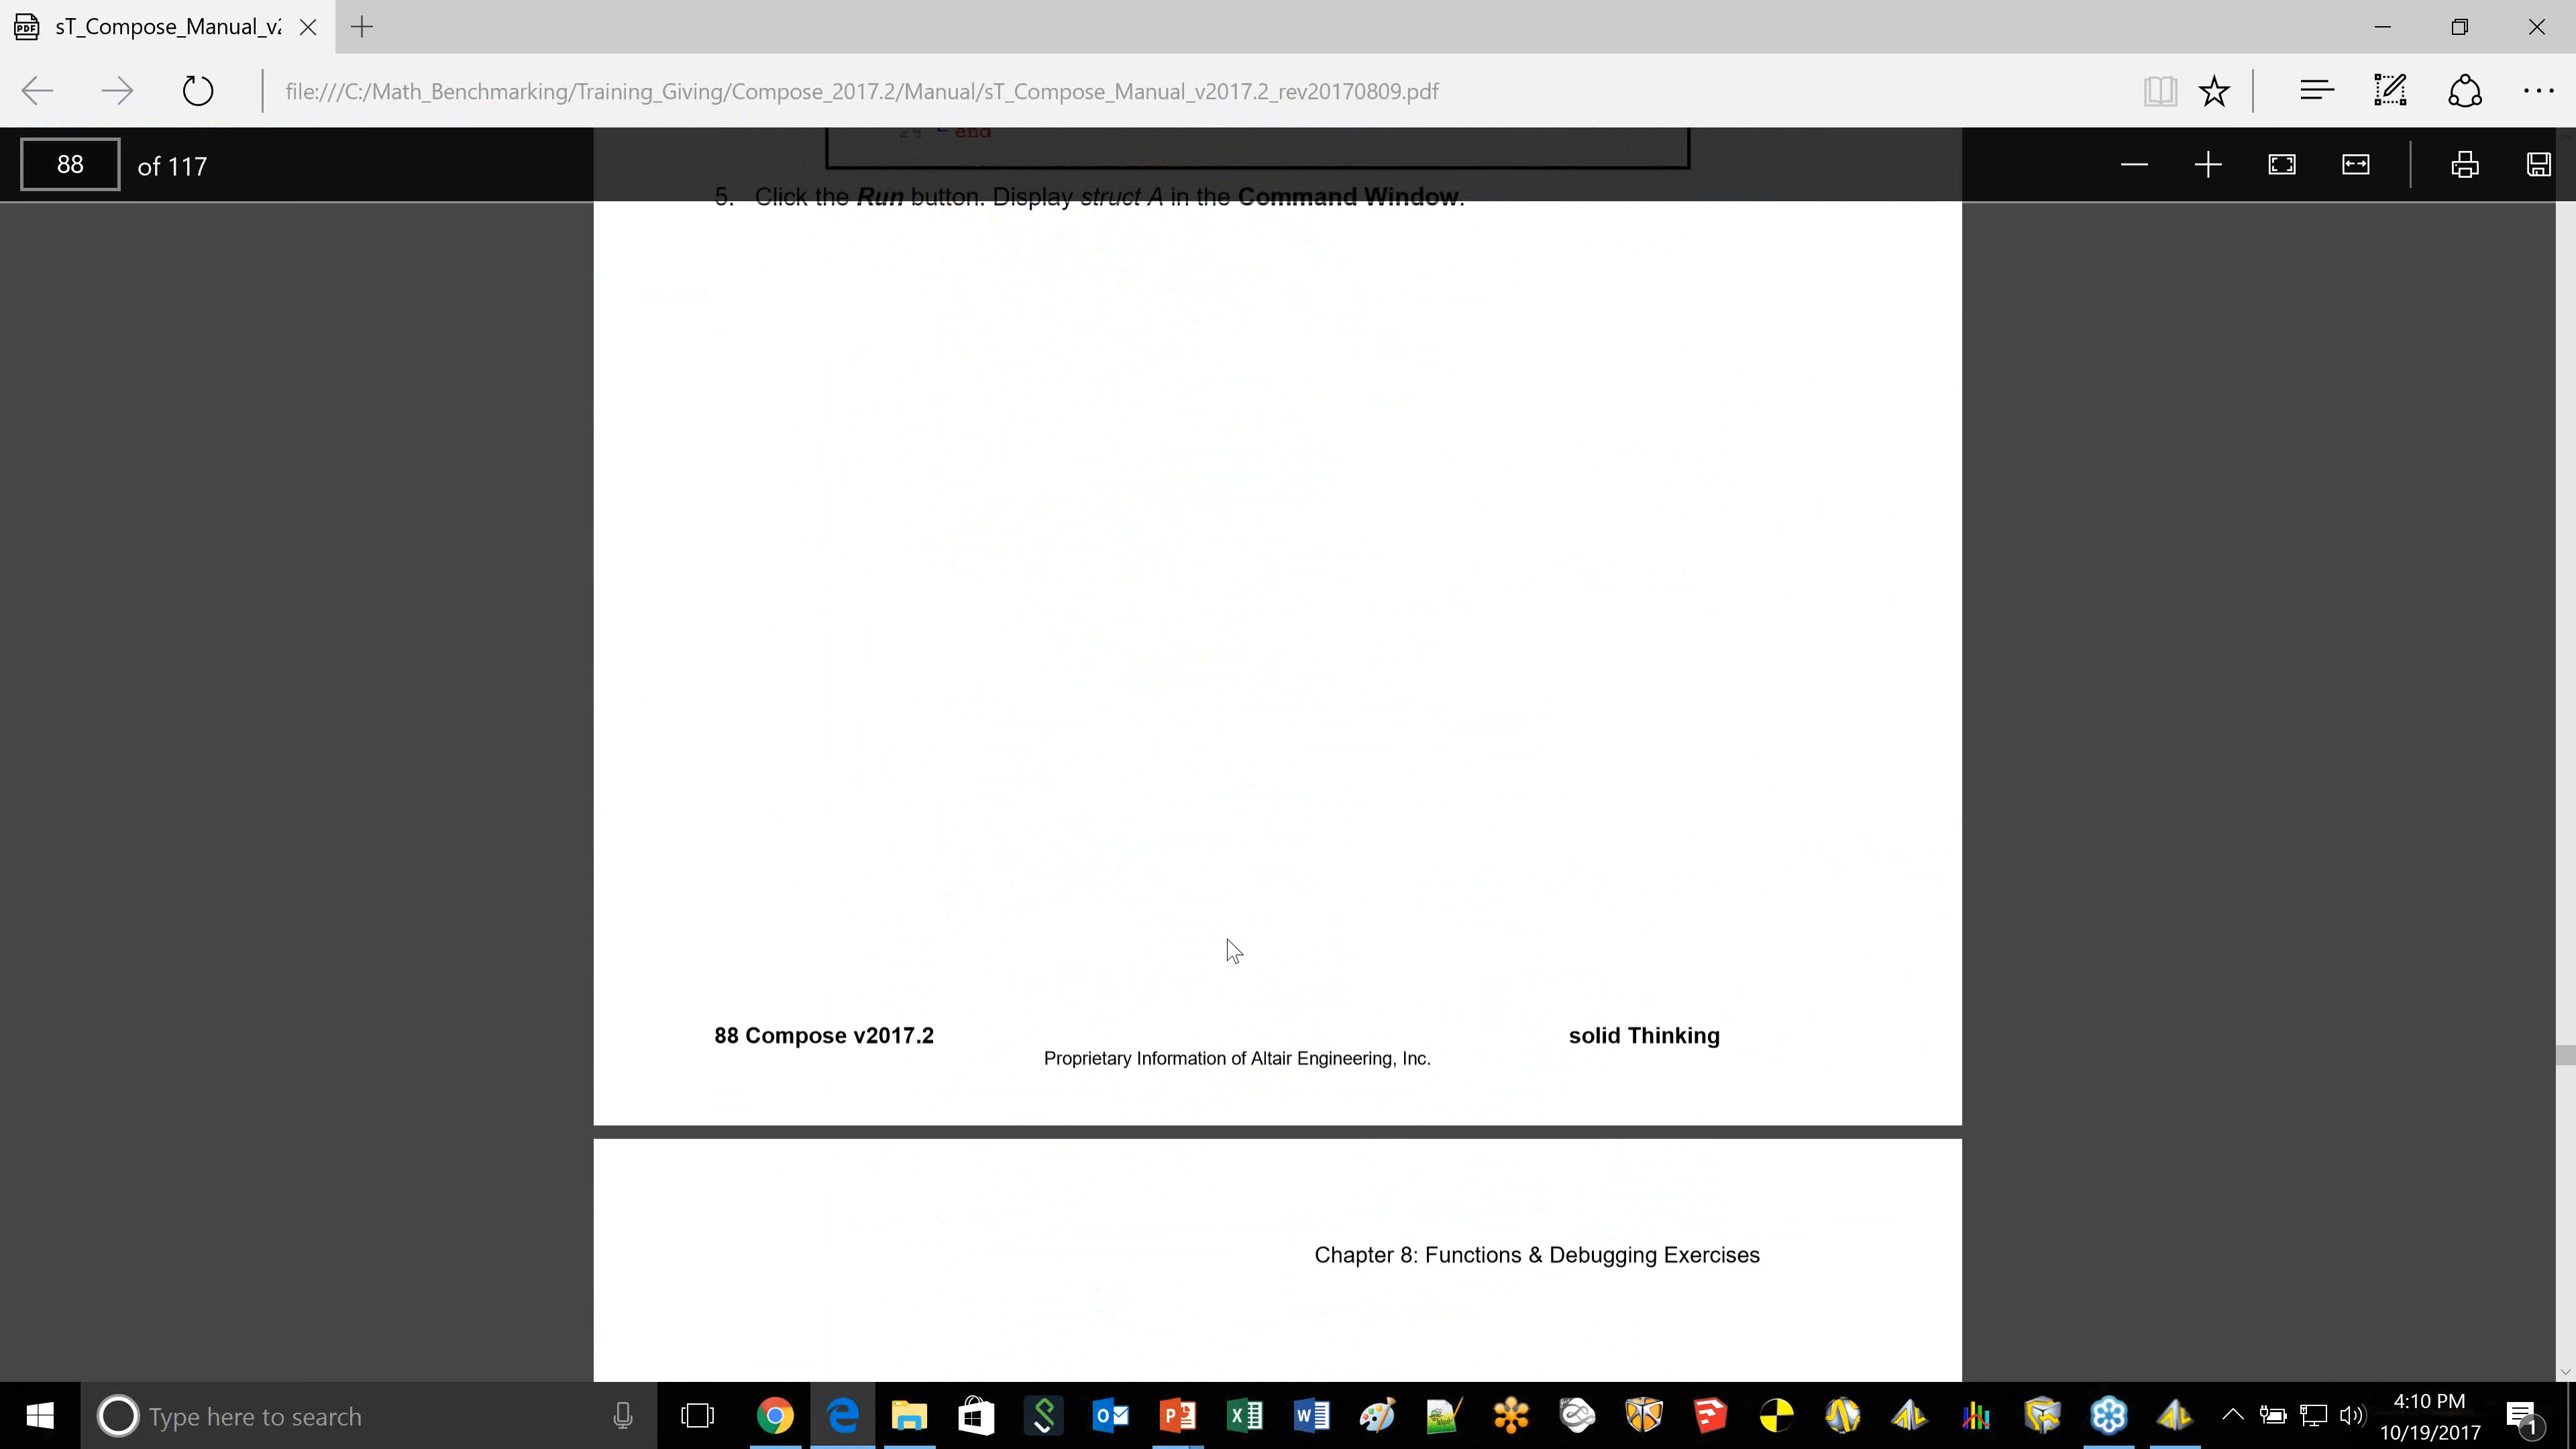 sT_Compose_Manual_v2
file:///C:/Math_Benchmarking/Training_Giving/Compose_2017.2/Manual/sT_Compose_Manual_v2017.2_rev20170809.pdf
29 end
88 of 117
5. Click the Run button. Display struct A in the Command Window.
88 Compose v2017.2
solid Thinking
Proprietary Information of Altair Engineering, Inc.
Chapter 8: Functions & Debugging Exercises
Type here to search
4:10 PM
10/19/2017
1